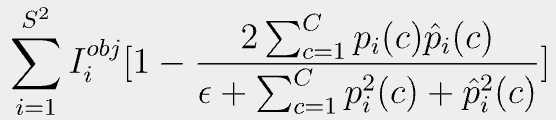 \sum_{i=1}^{S^2} I_i^{obj} [1 - \frac{2 \sum_{c=1}^{C} p_i(c) \hat{p}_i(c)}{\epsilon + \sum_{c=1}^{C} p_i^2(c) + \hat{p}_i^2(c)}]